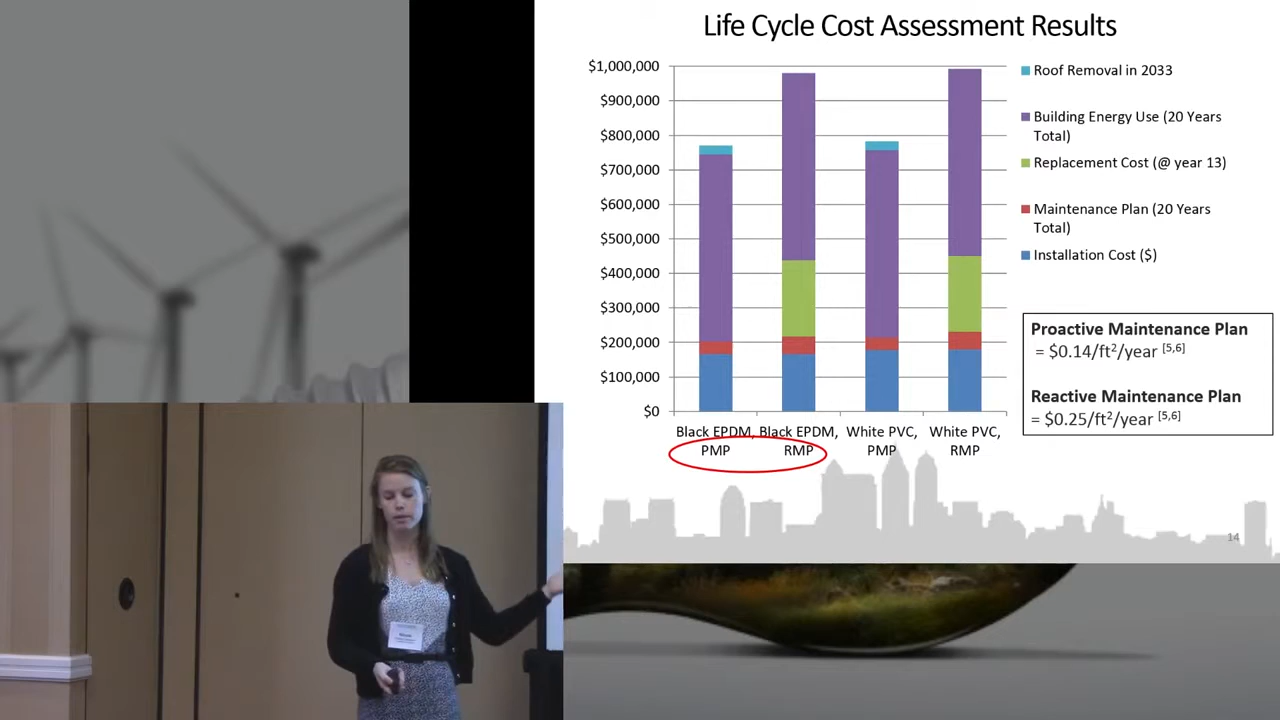 Life Cycle Cost Assessment Results
$1,000,000
$900,000
$800,000
$700,000
$600,000
$500,000
$400,000
$300,000
$200,000
$100,000
$0
Black EPDM, PMP
Black EPDM, RMP
White PVC, PMP
White PVC, RMP
Roof Removal in 2033
Building Energy Use (20 Years
Total)
Replacement Cost (@ year 13)
Maintenance Plan (20 Years
Total)
Installation Cost ($)
Proactive Maintenance Plan
= $0.14/ft²/year [5,6]
Reactive Maintenance Plan
= $0.25/ft²/year [5,6]
14